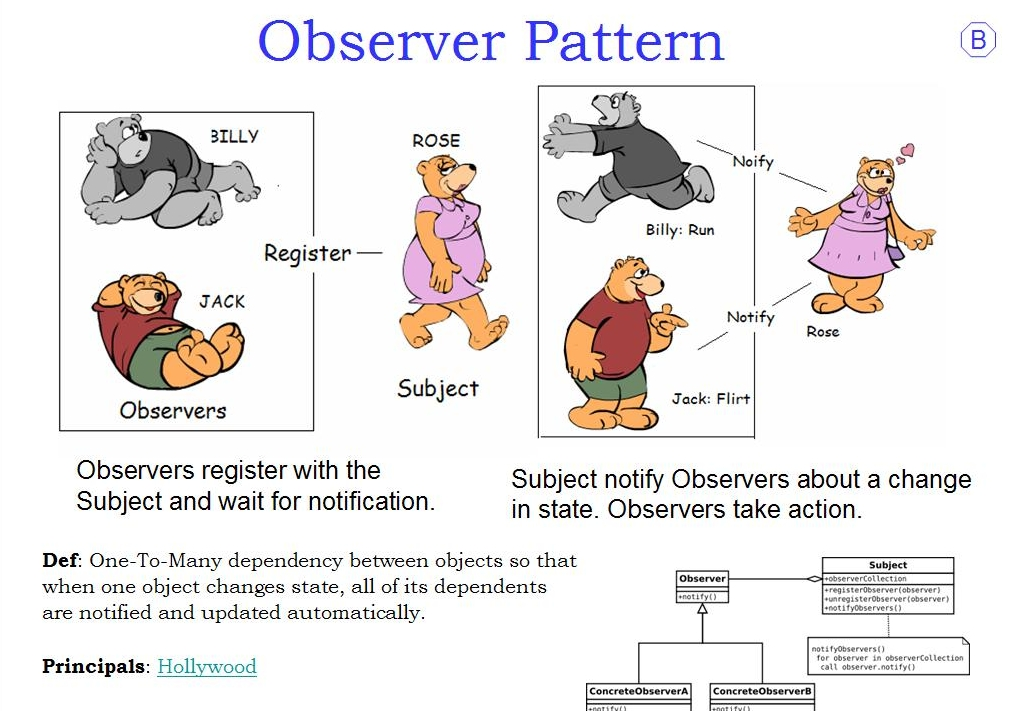 Observer Pattern
B
BILLY
ROSE
Register
JACK
Observers
Subject
Noify
Billy: Run
Notify
Rose
Jack: Flirt
Observers register with the
Subject and wait for notification.
Subject notify Observers about a change
in state. Observers take action.
Def: One-To-Many dependency between objects so that
when one object changes state, all of its dependents
are notified and updated automatically.
Principals: Hollywood
Observer
+notify()
Subject
+observerCollection
+registerObserver(observer)
+unregisterObserver(observer)
+notifyObservers()
notifyObservers()
for observer in observerCollection
call observer.notify()
ConcreteObserverA
+notify()
ConcreteObserverB
+notify()